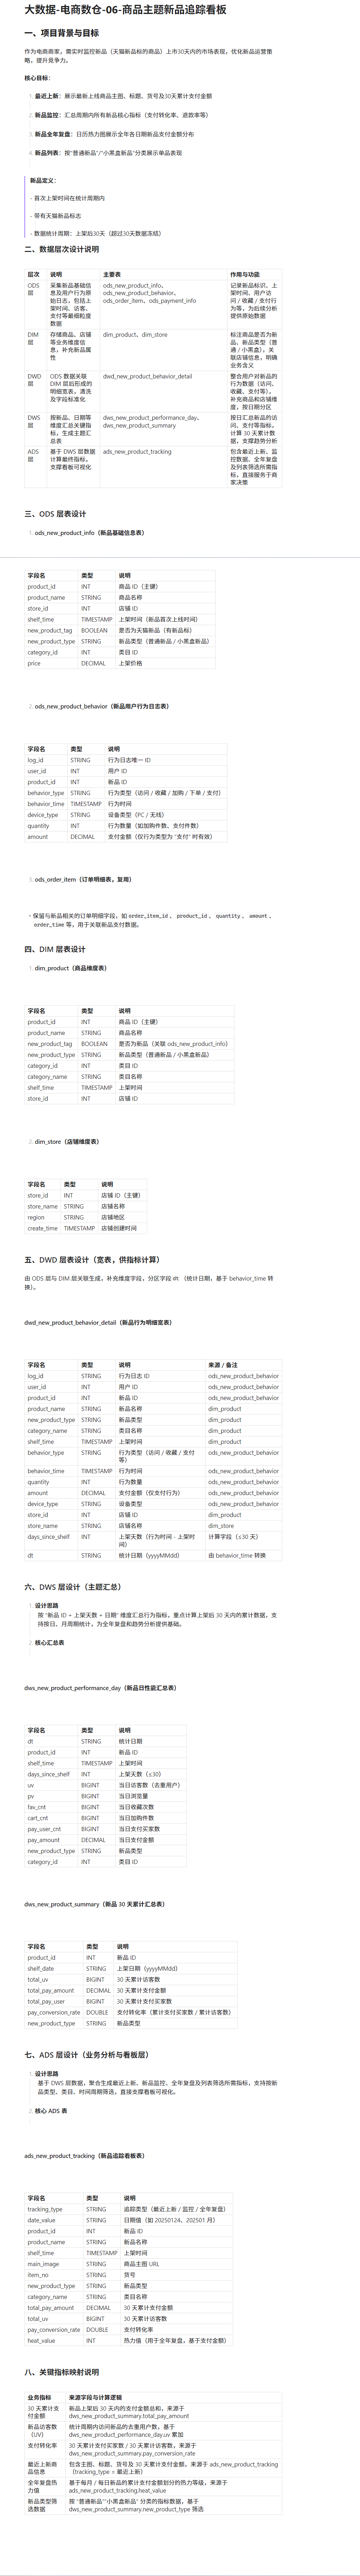 大数据-电商数仓-06-商品主题新品追踪看板
一、项目背景与目标
作为电商商家，需实时监控新品（天猫新品标的商品）上市30天内的市场表现，优化新品运营策
略，提升竞争力。
核心目标：
1. 最近上新：展示最新上线商品主图、标题、货号及30天累计支付金额
2. 新品监控：汇总周期内所有新品核心指标（支付转化率、退款率等）
3. 新品全年复盘：日历热力图展示全年各日期新品支付金额分布
4. 新品列表：按"普通新品"/"小黑盒新品"分类展示单品表现
新品定义：
- 首次上架时间在统计周期内
- 带有天猫新品标志
- 数据统计周期：上架后30天（超过30天数据冻结）
二、数据层次设计说明
层次 说明 主要表 作用与功能
ODS 采集新品基础信 ods_new_product_info、 记录新品标识、上
层 息及用户行为原 ods_new_product_behavior、 架时间、用户访
始日志，包括上 ods_order_item、ods_payment_info 问 / 收藏 / 支付行
架时间、访客、 为等，为后续分析
支付等最细粒度 提供原始数据
数据
DIM 存储商品、店铺 dim_product、dim_store 标注商品是否为新
层 等业务维度信 品、新品类型（普
息，补充新品属 通 / 小黑盒），关
性 联店铺信息，明确
业务含义
DWD ODS 数据关联 dwd_new_product_behavior_detail 整合用户对新品的
层 DIM 层后形成的 行为数据（访问、
明细宽表，清洗 收藏、支付等），
及字段标准化 补充商品和店铺维
度，按日期分区
DWS 按新品、日期等 dws_new_product_performance_day、 按日汇总新品的访
层 维度汇总关键指 dws_new_product_summary 问、支付等指标，
标，生成主题汇 计算 30 天累计数
总表 据，支撑趋势分析
ADS 基于 DWS 层数据 ads_new_product_tracking 包含最近上新、监
层 计算最终指标， 控数据、全年复盘
支撑看板可视化 及列表筛选所需指
标，直接服务于商
家决策
三、ODS 层表设计
1. ods_new_product_info（新品基础信息表）
字段名 类型 说明
product_id INT 商品 ID（主键）
product_name STRING 商品名称
store_id INT 店铺 ID
shelf_time TIMESTAMP 上架时间（新品首次上线时间）
new_product_tag BOOLEAN 是否为天猫新品（有新品标）
new_product_type STRING 新品类型（普通新品 / 小黑盒新品）
category_id INT 类目 ID
price DECIMAL 上架价格
2. ods_new_product_behavior（新品用户行为日志表）
字段名 类型 说明
log_id STRING 行为日志唯一 ID
user_id INT 用户 ID
product_id INT 新品 ID
behavior_type STRING 行为类型（访问 / 收藏 / 加购 / 下单 / 支付）
behavior_time TIMESTAMP 行为时间
device_type STRING 设备类型（PC / 无线）
quantity INT 行为数量（如加购件数、支付件数）
amount DECIMAL 支付金额（仅行为类型为 "支付" 时有效）
3. ods_order_item（订单明细表，复用）
• 保留与新品相关的订单明细字段，如 order_item_id 、 product_id 、 quantity 、 amount 、
order_time 等，用于关联新品支付数据。
四、DIM 层表设计
1. dim_product（商品维度表）
字段名 类型 说明
product_id INT 商品 ID（主键）
product_name STRING 商品名称
new_product_tag BOOLEAN 是否为新品（关联 ods_new_product_info）
new_product_type STRING 新品类型（普通新品 / 小黑盒新品）
category_id INT 类目 ID
category_name STRING 类目名称
shelf_time TIMESTAMP 上架时间
store_id INT 店铺 ID
2. dim_store（店铺维度表）
字段名 类型 说明
store_id INT 店铺 ID（主键）
store_name STRING 店铺名称
region STRING 店铺地区
create_time TIMESTAMP 店铺创建时间
五、DWD 层表设计（宽表，供指标计算）
由 ODS 层与 DIM 层关联生成，补充维度字段，分区字段 dt （统计日期，基于 behavior_time 转
换）。
dwd_new_product_behavior_detail（新品行为明细宽表）
字段名 类型 说明 来源 / 备注
log_id STRING 行为日志 ID ods_new_product_behavior
user_id INT 用户 ID ods_new_product_behavior
product_id INT 新品 ID ods_new_product_behavior
product_name STRING 新品名称 dim_product
new_product_type STRING 新品类型 dim_product
category_name STRING 类目名称 dim_product
shelf_time TIMESTAMP 上架时间 dim_product
behavior_type STRING 行为类型（访问 / 收藏 / 支付 ods_new_product_behavior
等）
behavior_time TIMESTAMP 行为时间 ods_new_product_behavior
quantity INT 行为数量 ods_new_product_behavior
amount DECIMAL 支付金额（仅支付行为） ods_new_product_behavior
device_type STRING 设备类型 ods_new_product_behavior
store_id INT 店铺 ID dim_product
store_name STRING 店铺名称 dim_store
days_since_shelf INT 上架天数（行为时间 - 上架时 计算字段（≤30 天）
间）
dt STRING 统计日期（yyyyMMdd） 由 behavior_time 转换
六、DWS 层设计（主题汇总）
1. 设计思路
按 "新品 ID + 上架天数 + 日期" 维度汇总行为指标，重点计算上架后 30 天内的累计数据，支
持按日、月周期统计，为全年复盘和趋势分析提供基础。
2. 核心汇总表
dws_new_product_performance_day（新品日性能汇总表）
字段名 类型 说明
dt STRING 统计日期
product_id INT 新品 ID
shelf_time TIMESTAMP 上架时间
days_since_shelf INT 上架天数（≤30）
uv BIGINT 当日访客数（去重用户）
pv BIGINT 当日浏览量
fav_cnt BIGINT 当日收藏次数
cart_cnt BIGINT 当日加购件数
pay_user_cnt BIGINT 当日支付买家数
pay_amount DECIMAL 当日支付金额
new_product_type STRING 新品类型
category_id INT 类目 ID
dws_new_product_summary（新品 30 天累计汇总表）
字段名 类型 说明
product_id INT 新品 ID
shelf_date STRING 上架日期（yyyyMMdd）
total_uv BIGINT 30 天累计访客数
total_pay_amount DECIMAL 30 天累计支付金额
total_pay_user BIGINT 30 天累计支付买家数
pay_conversion_rate DOUBLE 支付转化率（累计支付买家数 / 累计访客数）
new_product_type STRING 新品类型
七、ADS 层设计（业务分析与看板层）
1. 设计思路
基于 DWS 层数据，聚合生成最近上新、新品监控、全年复盘及列表筛选所需指标，支持按新
品类型、类目、时间周期筛选，直接支撑看板可视化。
2. 核心 ADS 表
ads_new_product_tracking（新品追踪看板表）
字段名 类型 说明
tracking_type STRING 追踪类型（最近上新 / 监控 / 全年复盘）
date_value STRING 日期值（如 20250124、202501 月）
product_id INT 新品 ID
product_name STRING 新品名称
shelf_time TIMESTAMP 上架时间
main_image STRING 商品主图 URL
item_no STRING 货号
new_product_type STRING 新品类型
category_name STRING 类目名称
total_pay_amount DECIMAL 30 天累计支付金额
total_uv BIGINT 30 天累计访客数
pay_conversion_rate DOUBLE 支付转化率
heat_value INT 热力值（用于全年复盘，基于支付金额）
八、关键指标映射说明
业务指标 来源字段与计算逻辑
30 天累计支 新品上架后 30 天内的支付金额总和，来源于
付金额 dws_new_product_summary.total_pay_amount
新品访客数 统计周期内访问新品的去重用户数，基于
（UV） dws_new_product_performance_day.uv 累加
支付转化率 30 天累计支付买家数 / 30 天累计访客数，来源于
dws_new_product_summary.pay_conversion_rate
最近上新商 包含主图、标题、货号及 30 天累计支付金额，来源于 ads_new_product_tracking
品信息 （tracking_type = 最近上新）
全年复盘热 基于每月 / 每日新品的累计支付金额划分的热力等级，来源于
力值 ads_new_product_tracking.heat_value
新品类型筛 按 "普通新品""小黑盒新品" 分类的指标数据，基于
选数据 dws_new_product_summary.new_product_type 筛选